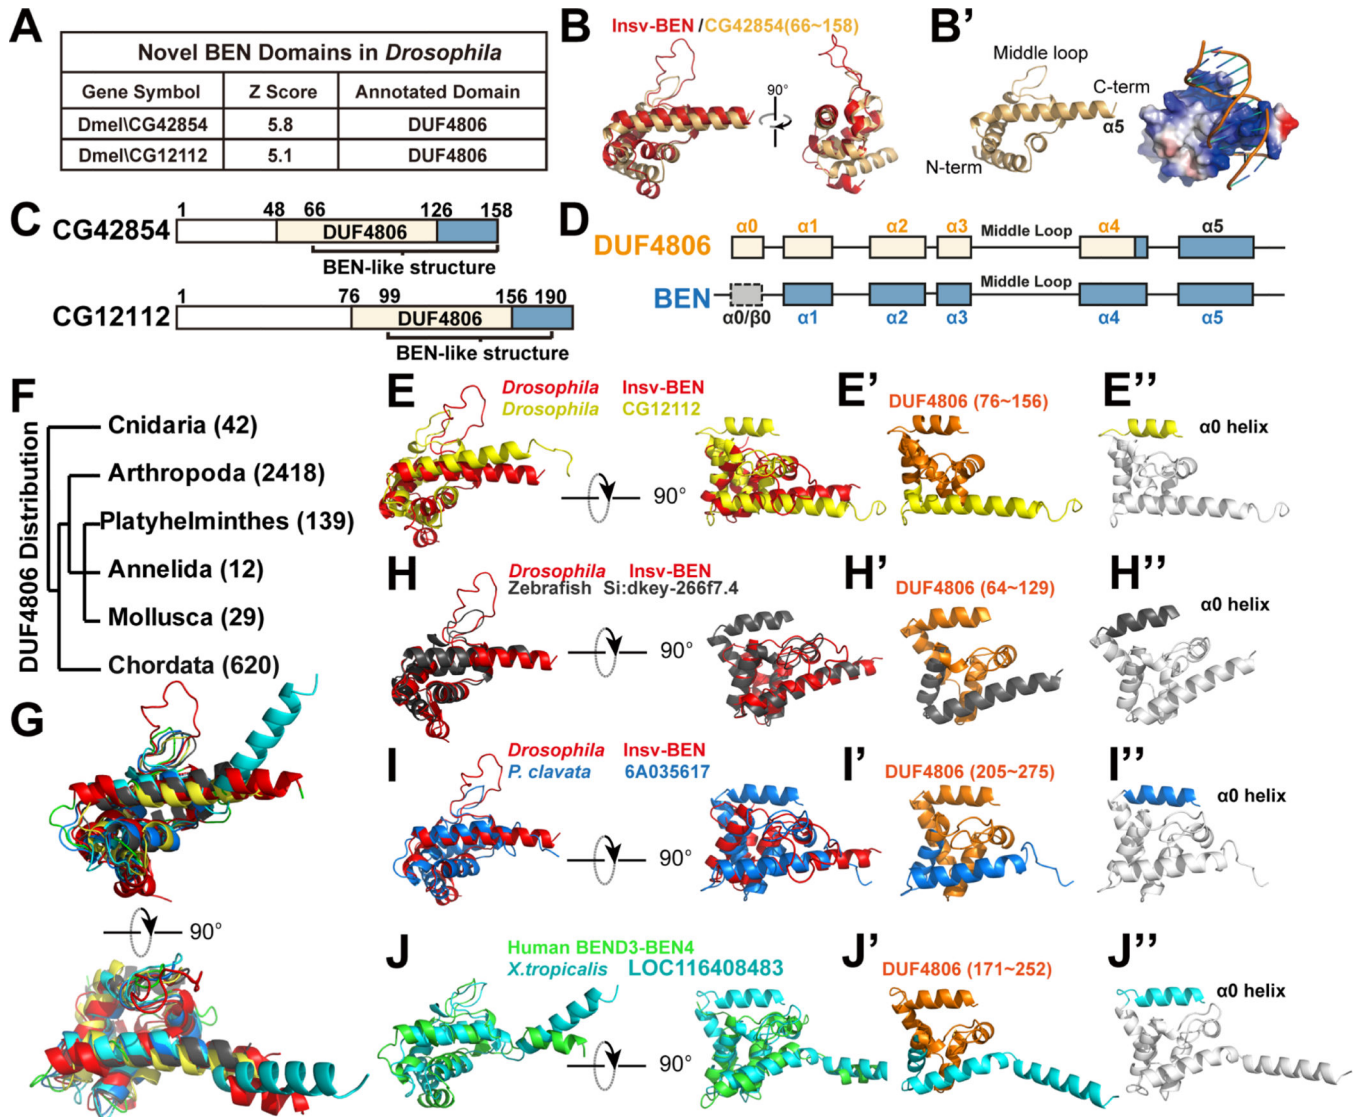 A
Novel BEN Domains in Drosophila
Gene Symbol Z Score Annotated Domain
Dmel\CG42854 5.8 DUF4806
Dmel\CG12112 5.1 DUF4806
B Insv-BEN /CG42854(66~158)
90°
B’
Middle loop
C-term
α5
N-term
C
1 48 66 126 158
CG42854 DUF4806
BEN-like structure
1 76 99 156 190
CG12112 DUF4806
BEN-like structure
D
α0 α1 α2 α3 Middle Loop α4 α5
DUF4806
BEN Middle Loop
α0/β0 α1 α2 α3 α4 α5
F
DUF4806 Distribution
Cnidaria (42)
Arthropoda (2418)
Platyhelminthes (139)
Annelida (12)
Mollusca (29)
Chordata (620)
E
Drosophila Insv-BEN
Drosophila CG12112
90°
E’
DUF4806 (76~156)
E’’
α0 helix
H
Drosophila Insv-BEN
Zebrafish Si:dkey-266f7.4
90°
H’
DUF4806 (64~129)
H’’
α0 helix
G
90°
I
Drosophila Insv-BEN
P. clavata 6A035617
90°
I’
DUF4806 (205~275)
I’’
α0 helix
J
Human BEND3-BEN4
X.tropicalis LOC116408483
90°
J’
DUF4806 (171~252)
J’’
α0 helix